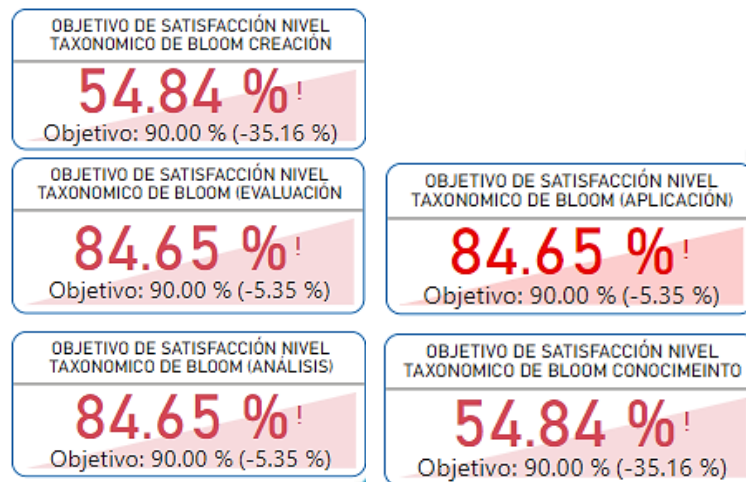 OBJETIVO DE SATISFACCIÓN NIVEL
TAXONOMICO DE BLOOM CREACIÓN
54.84 % !
Objetivo: 90.00 % (-35.16 %)
OBJETIVO DE SATISFACCIÓN NIVEL
TAXONOMICO DE BLOOM (EVALUACIÓN
84.65 % !
Objetivo: 90.00 % (-5.35 %)
OBJETIVO DE SATISFACCIÓN NIVEL
TAXONOMICO DE BLOOM (APLICACIÓN)
84.65 % !
Objetivo: 90.00 % (-5.35 %)
OBJETIVO DE SATISFACCIÓN NIVEL
TAXONOMICO DE BLOOM (ANÁLISIS)
84.65 % !
Objetivo: 90.00 % (-5.35 %)
OBJETIVO DE SATISFACCIÓN NIVEL
TAXONOMICO DE BLOOM CONOCIMEINTO
54.84 % !
Objetivo: 90.00 % (-35.16 %)